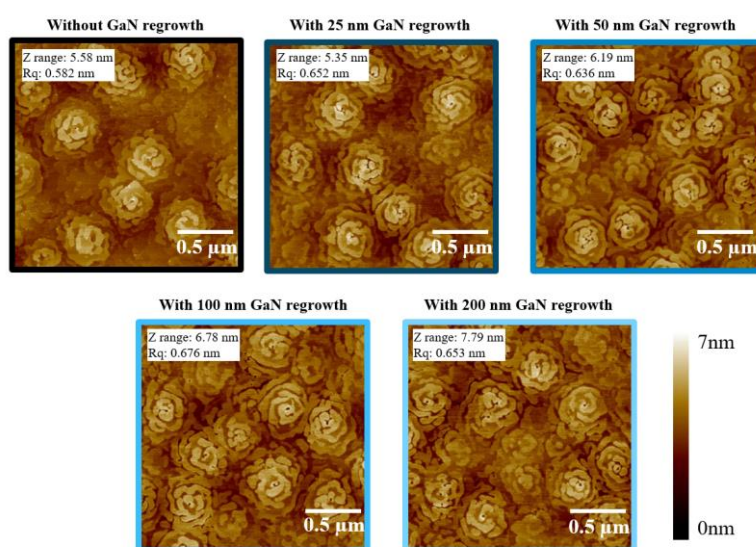 Without GaN regrowth
With 25 nm GaN regrowth
With 50 nm GaN regrowth
Z range: 5.58 nm
Rq: 0.582 nm
0.5 µm
Z range: 5.35 nm
Rq: 0.652 nm
0.5 µm
Z range: 6.19 nm
Rq: 0.636 nm
0.5 µm
With 100 nm GaN regrowth
With 200 nm GaN regrowth
Z range: 6.78 nm
Rq: 0.676 nm
0.5 µm
Z range: 7.79 nm
Rq: 0.653 nm
0.5 µm
7nm
0nm